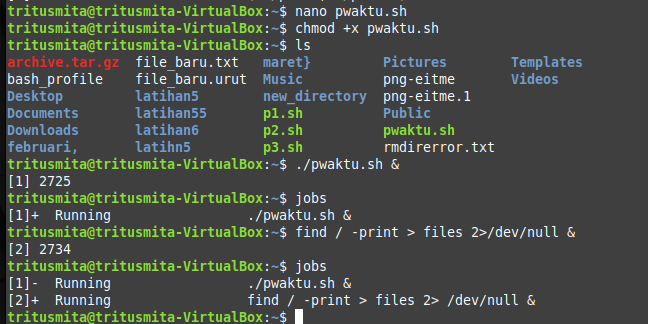 tritusmita@tritusmita-VirtualBox:~$ nano pwaktu.sh
tritusmita@tritusmita-VirtualBox:~$ chmod +x pwaktu.sh
tritusmita@tritusmita-VirtualBox:~$ ls
archive.tar.gz  file_baru.txt   maret}         Pictures        Templates
bash_profile    file_baru.urut  Music          png-eitme       Videos
Desktop         latihan5        new_directory  png-eitme.1
Documents       latihan55       p1.sh          Public
Downloads       latihan6        p2.sh          pwaktu.sh
februari,       latihn5         p3.sh          rmdirerror.txt
tritusmita@tritusmita-VirtualBox:~$ ./pwaktu.sh &
[1] 2725
tritusmita@tritusmita-VirtualBox:~$ jobs
[1]+  Running                 ./pwaktu.sh &
tritusmita@tritusmita-VirtualBox:~$ find / -print > files 2>/dev/null &
[2] 2734
tritusmita@tritusmita-VirtualBox:~$ jobs
[1]-  Running                 ./pwaktu.sh &
[2]+  Running                 find / -print > files 2> /dev/null &
tritusmita@tritusmita-VirtualBox:~$